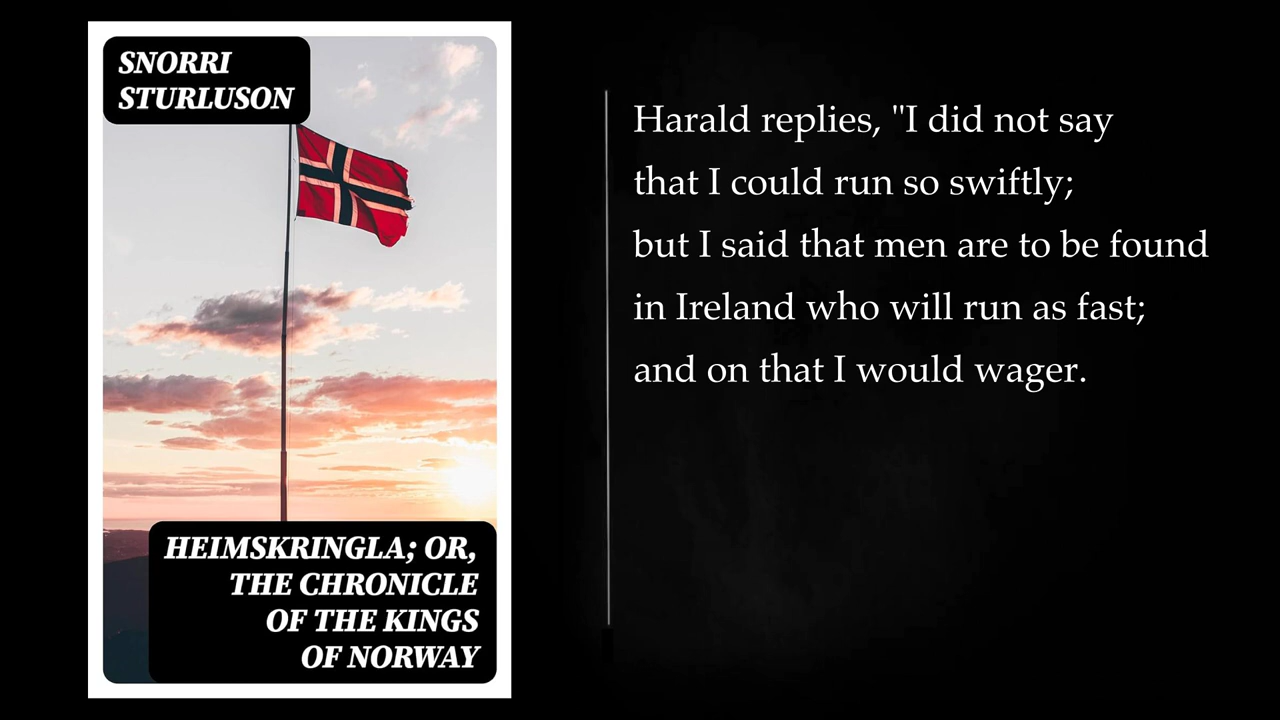 SNORRI
STURLUSON
HEIMSKRINGLA; OR,
THE CHRONICLE
OF THE KINGS
OF NORWAY
Harald replies, "I did not say
that I could run so swiftly;
but I said that men are to be found
in Ireland who will run as fast;
and on that I would wager.